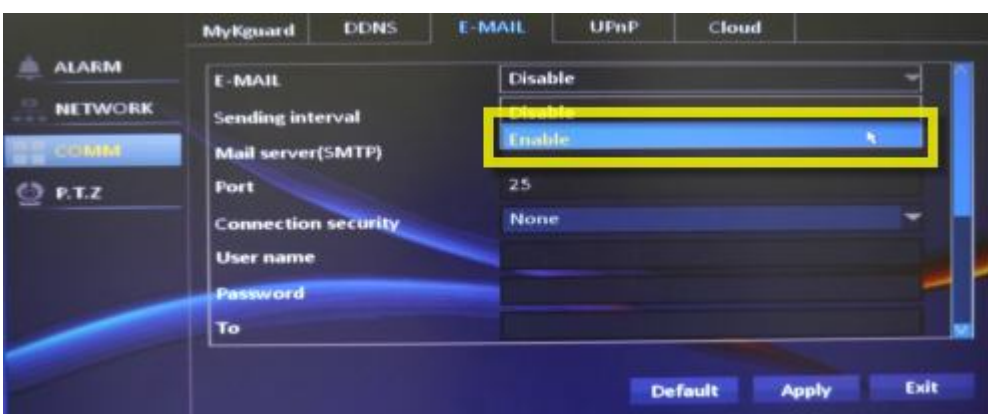 MyKguard DDNS E-MAIL UPnP Cloud
ALARM
NETWORK
COMM
P.T.Z
E-MAIL Disable
Sending interval Disable
Mail server(SMTP) Enable
Port 25
Connection security None
User name
Password
To
Default Apply Exit